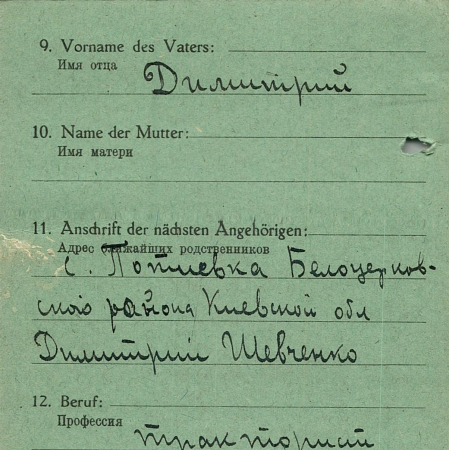 9. Vorname des Vaters:
Имя отца
Димитрий
10. Name der Mutter:
Имя матери
11. Anschrift der nächsten Angehörigen:
Адрес ближайших родственников
с. Потиевка Белоцерков-
ского района Киевской обл
Димитрий Шевченко
12. Beruf:
Профессия
тракторист